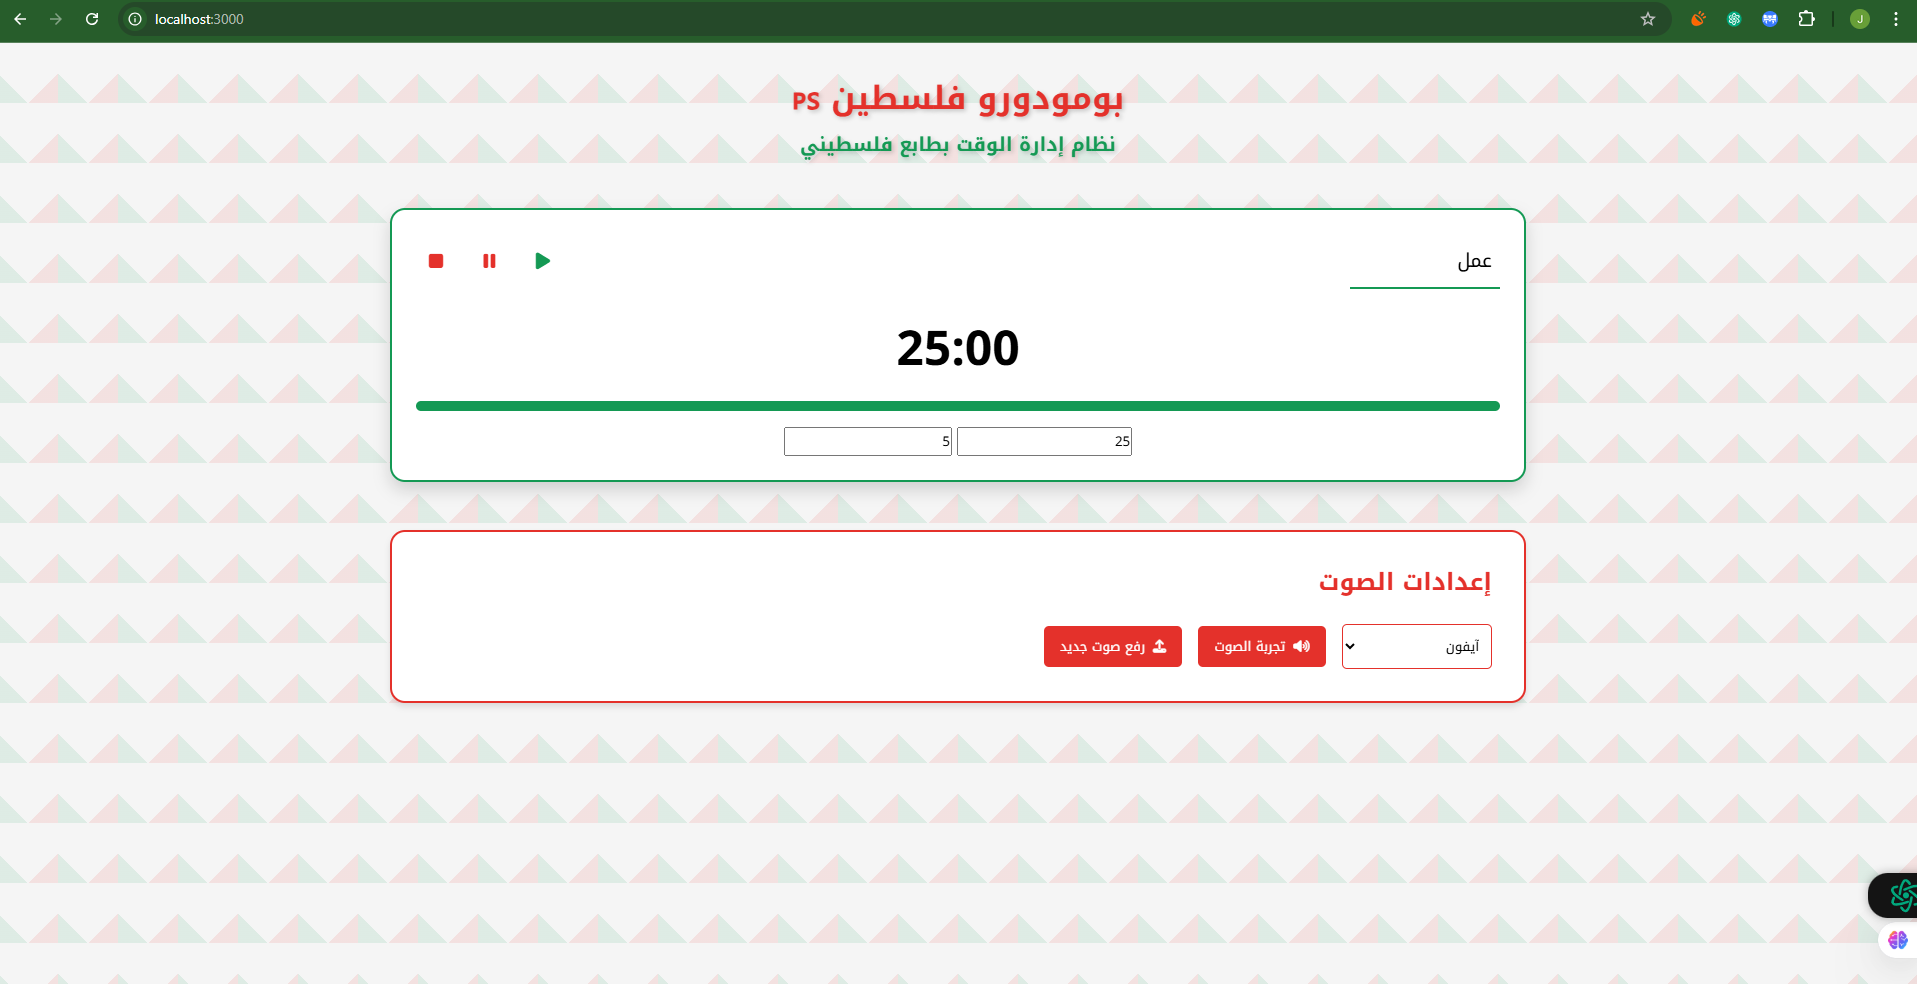 localhost:3000
J
بومودورو فلسطين PS
نظام إدارة الوقت بطابع فلسطيني
عمل
25:00
25 5
إعدادات الصوت
آيفون تجربة الصوت رفع صوت جديد